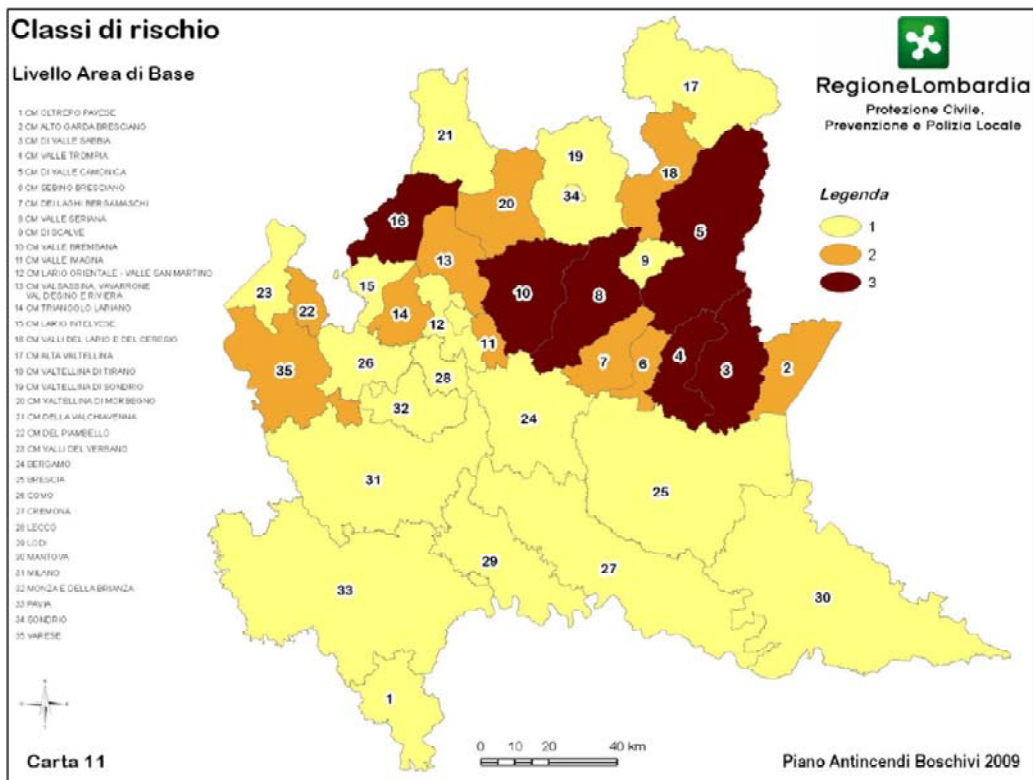 Classi di rischio
Livello Area di Base
1 CM OLTREPO PAVESE
2 CM ALTO GARDA BRESCIANO
3 CM DI VALLE SABBIA
4 CM VALLE TROMPIA
5 CM DI VALLE CAMONICA
6 CM SEBINO BRESCIANO
7 CM DEI LAGHI BERGAMASCHI
8 CM VALLE SERIANA
9 CM DI SCALVE
10 CM VALLE BREMBANA
11 CM VALLE IMAGNA
12 CM LARIO ORIENTALE - VALLE SAN MARTINO
13 CM VALSASSINA, VAVARRONE,
VAL D'ESINO E RIVIERA
14 CM TRIANGOLO LARIANO
15 CM LARIO INTELVESE
16 CM VALLI DEL LARIO E DEL CERESIO
17 CM ALTA VALTELLINA
18 CM VALTELLINA DI TIRANO
19 CM VALTELLINA DI SONDRIO
20 CM VALTELLINA DI MORBEGNO
21 CM DELLA VALCHIAVENNA
22 CM DEL PIAMBELLO
23 CM VALLI DEL VERBANO
24 BERGAMO
25 BRESCIA
26 COMO
27 CREMONA
28 LECCO
29 LODI
30 MANTOVA
31 MILANO
32 MONZA E DELLA BRIANZA
33 PAVIA
34 SONDRIO
35 VARESE
RegioneLombardia
Protezione Civile,
Prevenzione e Polizia Locale
Legenda
1
2
3
17
21
19
18
34
20
16
5
13
9
10
8
15
23
22
14
12
11
7
6
4
3
2
35
26
28
32
24
31
25
29
27
33
30
1
0 10 20 40 km
Carta 11
Piano Antincendi Boschivi 2009